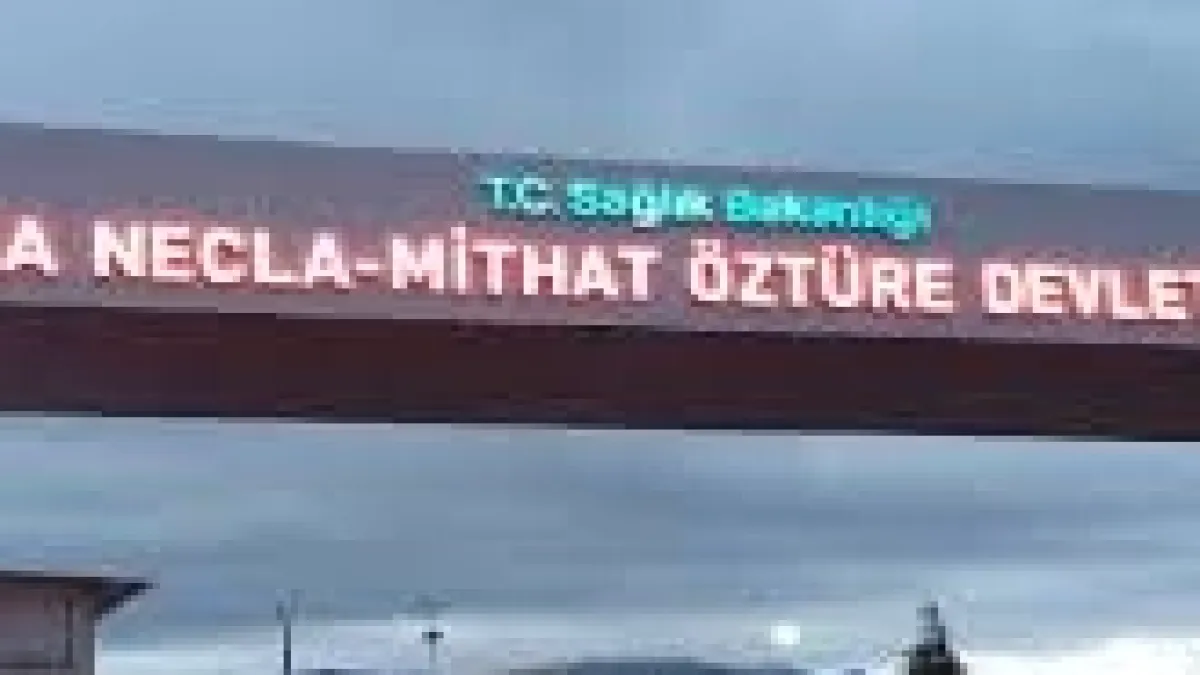 T.C. Sağlık Bakanlığı
A NECLA-MİTHAT ÖZTÜRE DEVLET